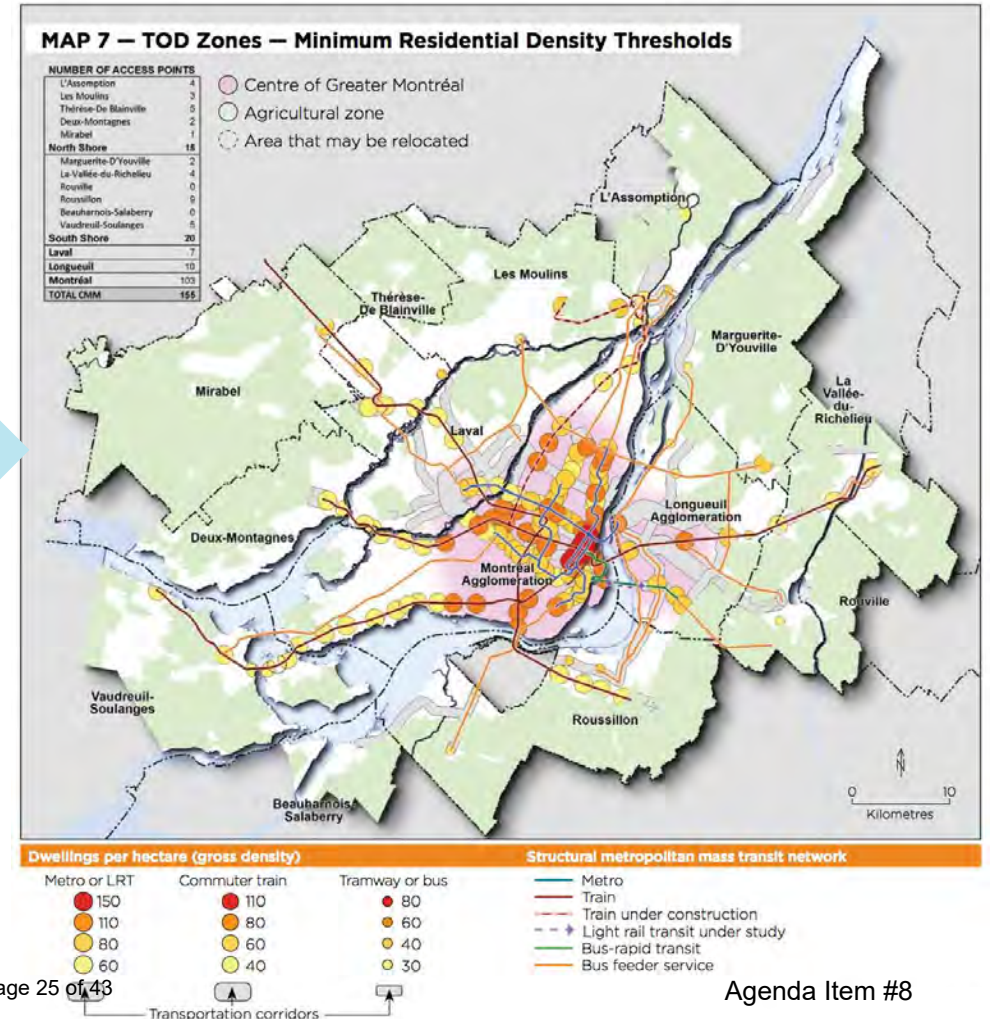 MAP 7 — TOD Zones — Minimum Residential Density Thresholds
NUMBER OF ACCESS POINTS
L'Assomption 4
Les Moulins 3
Thérèse-De Blainville 5
Deux-Montagnes 2
Mirabel 1
North Shore 15
Marguerite-D'Youville 2
La-Vallée-du-Richelieu 4
Rouville 0
Roussillon 9
Beauharnois-Salaberry 0
Vaudreuil-Soulanges 5
South Shore 20
Laval 7
Longueuil 10
Montréal 103
TOTAL CMM 155
Centre of Greater Montréal
Agricultural zone
Area that may be relocated
L'Assomption
Les Moulins
Thérèse-
De Blainville
Marguerite-
D'Youville
Mirabel
La
Vallée-
du-
Richelieu
Laval
Longueuil
Agglomeration
Deux-Montagnes
Montréal
Agglomeration
Rouville
Vaudreuil-
Soulanges
Roussillon
Beauharnois
Salaberry
N
0 10
Kilometres
Dwellings per hectare (gross density)
Metro or LRT
150
110
80
60
Commuter train
110
80
60
40
Tramway or bus
80
60
40
30
Transportation corridors
Structural metropolitan mass transit network
Metro
Train
Train under construction
Light rail transit under study
Bus-rapid transit
Bus feeder service
age 25 of 43
Agenda Item #8